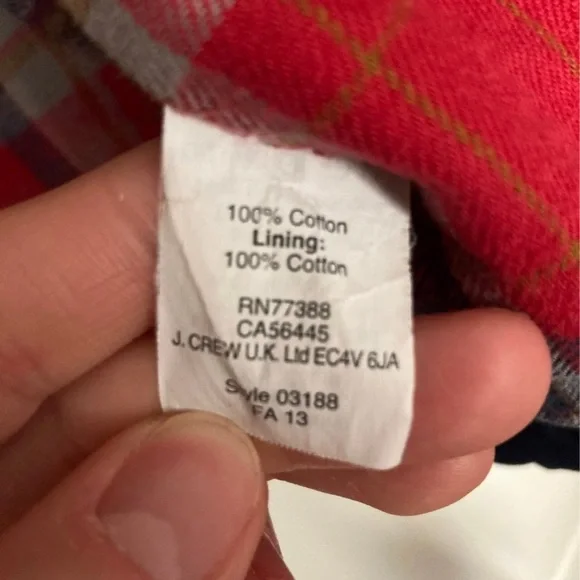 100% Cotton
Lining:
100% Cotton
RN77388
CA56445
J. CREW U.K. Ltd EC4V 6JA
Style 03188
FA 13